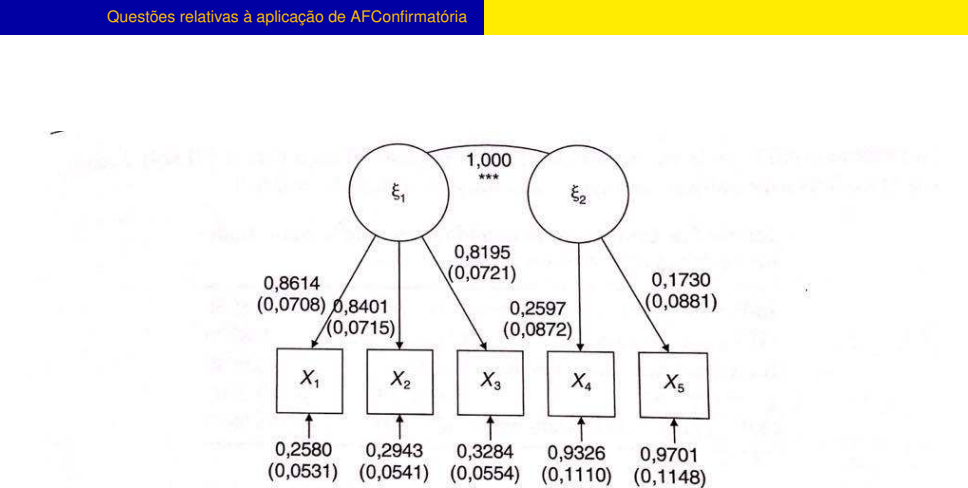 Questões relativas à aplicação de AFConfirmatória
1,000
***
ξ1
ξ2
0,8195
(0,0721)
0,8614
(0,0708)
0,8401
(0,0715)
0,2597
(0,0872)
0,1730
(0,0881)
X1
X2
X3
X4
X5
0,2580
(0,0531)
0,2943
(0,0541)
0,3284
(0,0554)
0,9326
(0,1110)
0,9701
(0,1148)